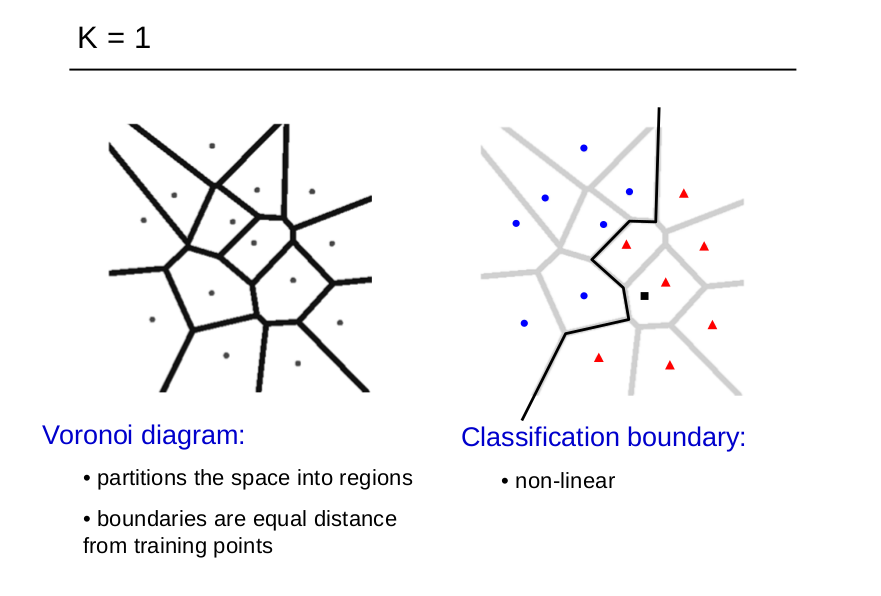 K = 1
Voronoi diagram:
• partitions the space into regions
• boundaries are equal distance
from training points
Classification boundary:
• non-linear